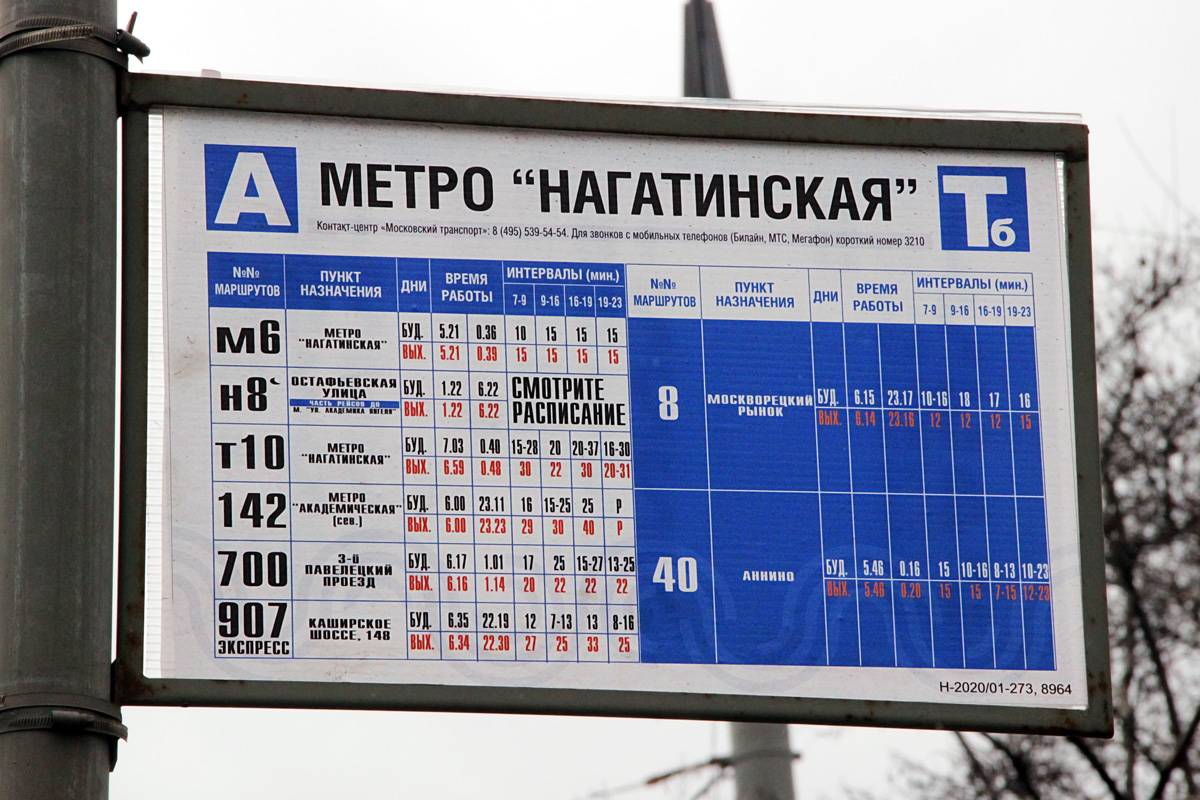 А МЕТРО “НАГАТИНСКАЯ” Тб
Контакт-центр «Московский транспорт»: 8 (495) 539-54-54. Для звонков с мобильных телефонов (Билайн, МТС, Мегафон) короткий номер 3210
№№ МАРШРУТОВ ПУНКТ НАЗНАЧЕНИЯ ДНИ ВРЕМЯ РАБОТЫ ИНТЕРВАЛЫ (мин.)
7-9 9-16 16-19 19-23
м6 МЕТРО "НАГАТИНСКАЯ" БУД. 5.21 0.36 10 15 15 15
ВЫХ. 5.21 0.39 15 15 15 15
н8 ОСТАФЬЕВСКАЯ УЛИЦА БУД. 1.22 6.22 СМОТРИТЕ
ЧАСТЬ РЕЙСОВ ДО М. "УЛ. АКАДЕМИКА ЯНГЕЛЯ" ВЫХ. 1.22 6.22 РАСПИСАНИЕ
т10 МЕТРО "НАГАТИНСКАЯ" БУД. 7.03 0.40 15-28 20 20-37 16-30
ВЫХ. 6.59 0.48 30 22 30 20-31
142 МЕТРО "АКАДЕМИЧЕСКАЯ" (сев.) БУД. 6.00 23.11 16 15-25 25 Р
ВЫХ. 6.00 23.23 29 30 40 Р
700 3-й ПАВЕЛЕЦКИЙ ПРОЕЗД БУД. 6.17 1.01 17 25 15-27 13-25
ВЫХ. 6.16 1.14 20 22 22 22
907 ЭКСПРЕСС КАШИРСКОЕ ШОССЕ, 148 БУД. 6.35 22.19 12 7-13 13 8-16
ВЫХ. 6.34 22.30 27 25 33 25
№№ МАРШРУТОВ ПУНКТ НАЗНАЧЕНИЯ ДНИ ВРЕМЯ РАБОТЫ ИНТЕРВАЛЫ (мин.)
7-9 9-16 16-19 19-23
8 МОСКВОРЕЦКИЙ РЫНОК БУД. 6.15 23.17 10-16 18 17 16
ВЫХ. 6.14 23.16 12 12 12 15
40 АННИНО БУД. 5.46 0.16 15 10-16 8-13 10-23
ВЫХ. 5.46 0.20 15 15 7-15 12-23
Н-2020/01-273, 8964